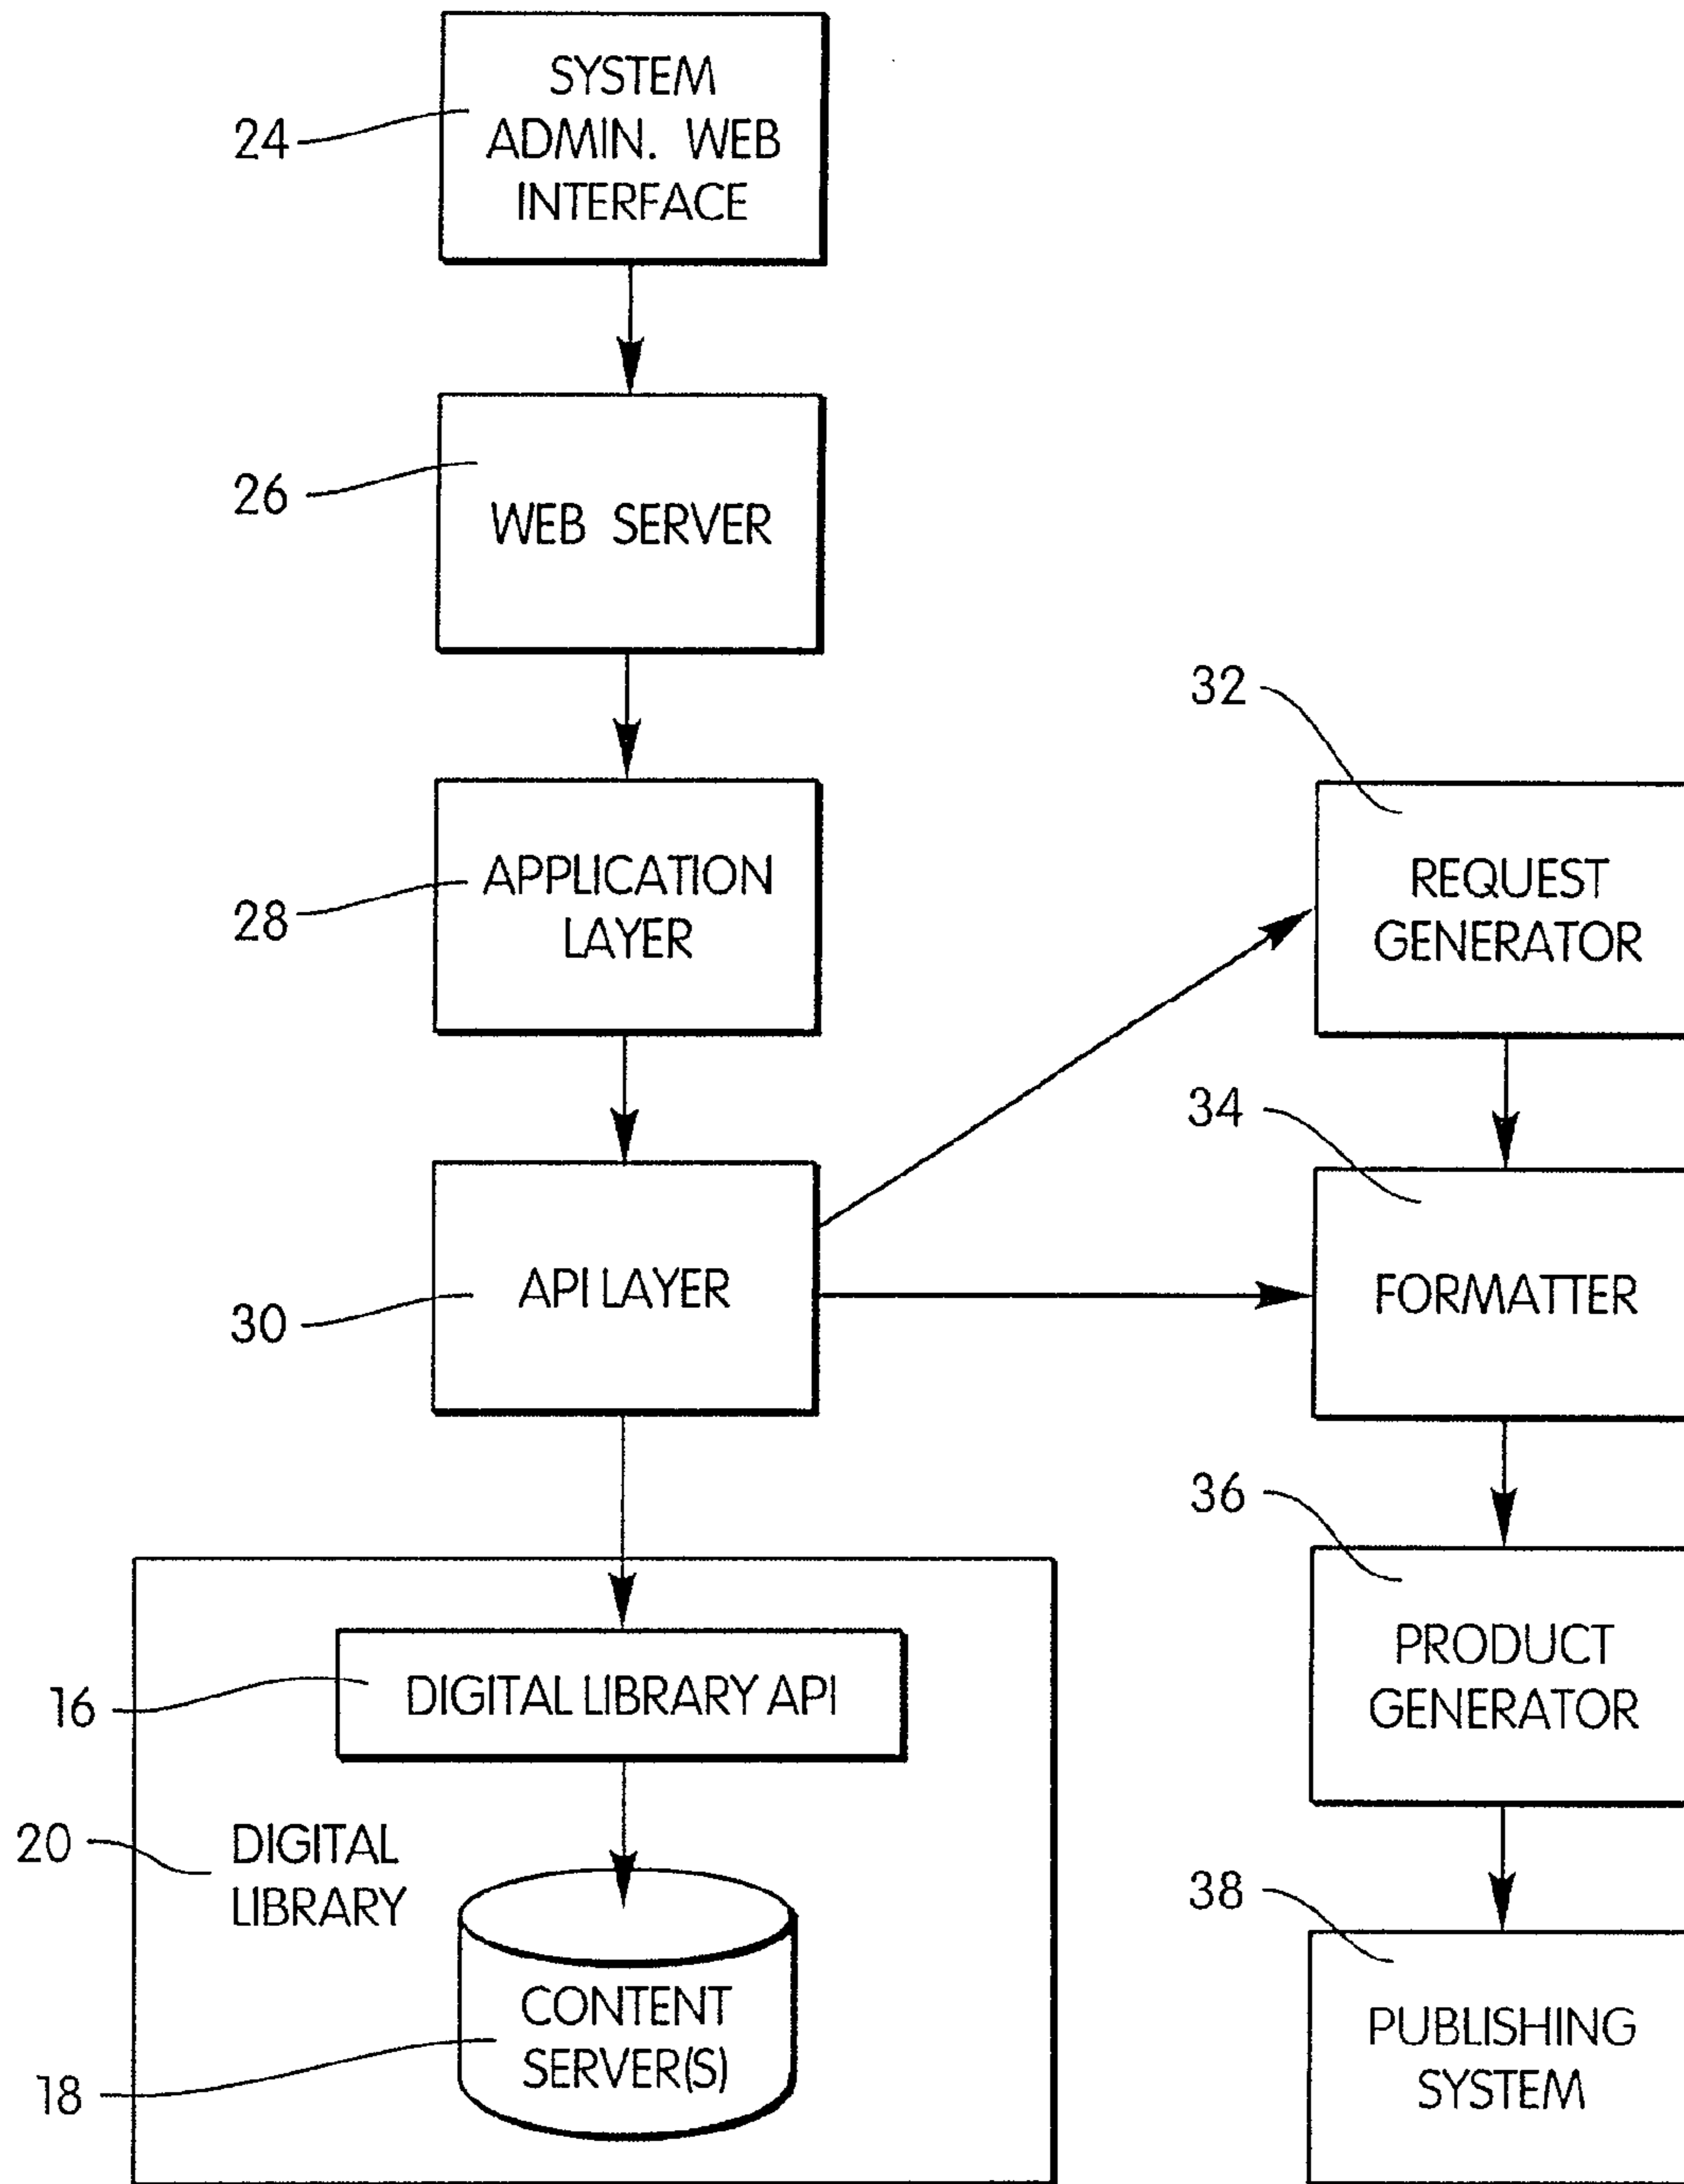 SYSTEM
ADMIN. WEB
INTERFACE
24
26
WEB SERVER
28
APPLICATION
LAYER
30
API LAYER
16
DIGITAL LIBRARY API
20
DIGITAL
LIBRARY
18
CONTENT
SERVER(S)
32
REQUEST
GENERATOR
34
FORMATTER
36
PRODUCT
GENERATOR
38
PUBLISHING
SYSTEM